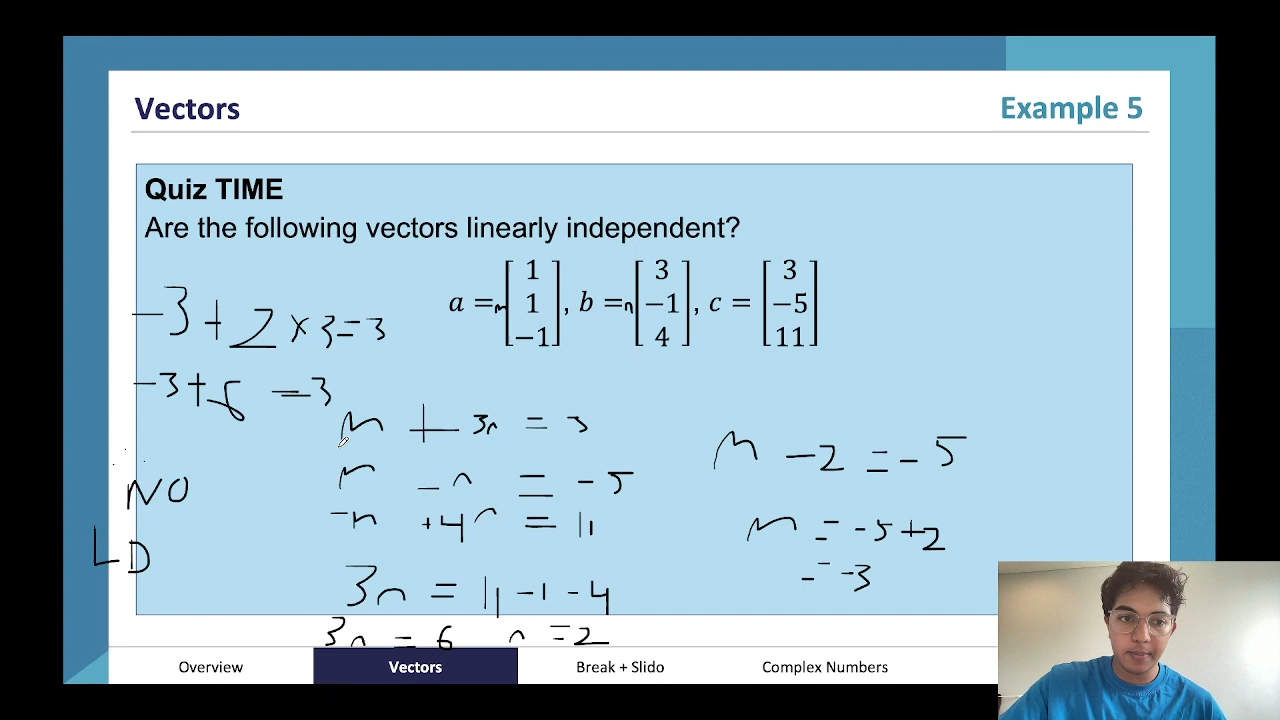 Vectors
Example 5
Quiz TIME
Are the following vectors linearly independent?
a = m [1 1 −1], b = n [3 −1 4], c = [3 −5 11]
−3 + 2 × 3 = 3
−3 + 6 = 3
m + 3n = 3
m − n = −5
−m + 4n = 11
3n = 11 − 1 − 4
3n = 6 n = 2
m − 2 = −5
m = −5 + 2
= −3
NO
LD
Overview
Vectors
Break + Slido
Complex Numbers